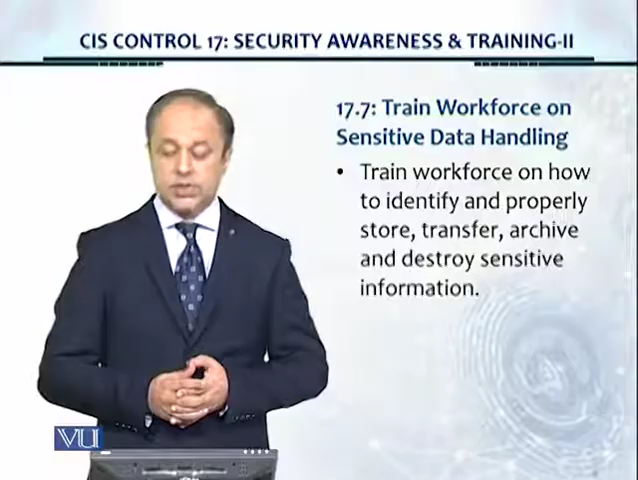 CIS CONTROL 17: SECURITY AWARENESS & TRAINING-II
17.7: Train Workforce on
Sensitive Data Handling
• Train workforce on how
to identify and properly
store, transfer, archive
and destroy sensitive
information.
VU